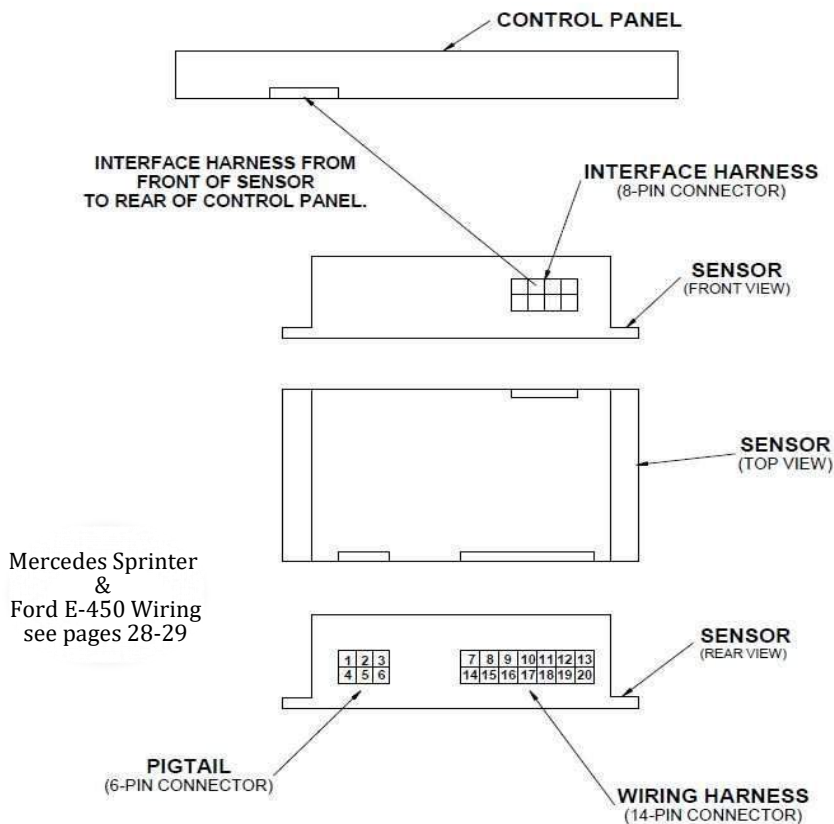 CONTROL PANEL
INTERFACE HARNESS FROM
FRONT OF SENSOR
TO REAR OF CONTROL PANEL.
INTERFACE HARNESS
(8-PIN CONNECTOR)
SENSOR
(FRONT VIEW)
SENSOR
(TOP VIEW)
Mercedes Sprinter
&
Ford E-450 Wiring
see pages 28-29
SENSOR
(REAR VIEW)
1 2 3
4 5 6
7 8 9 10 11 12 13
14 15 16 17 18 19 20
PIGTAIL
(6-PIN CONNECTOR)
WIRING HARNESS
(14-PIN CONNECTOR)